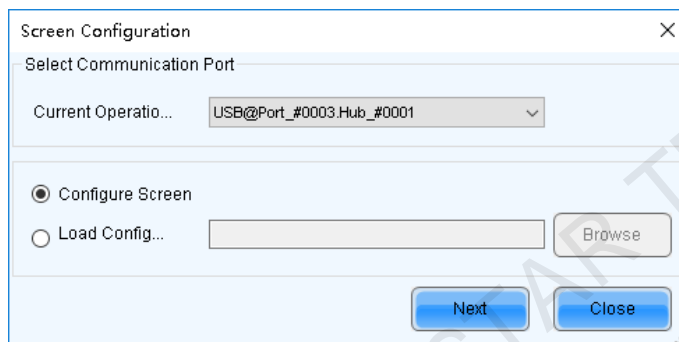 Screen Configuration
Select Communication Port
Current Operatio... USB@Port_#0003.Hub_#0001
Configure Screen
Load Config... Browse
Next Close
STAR T